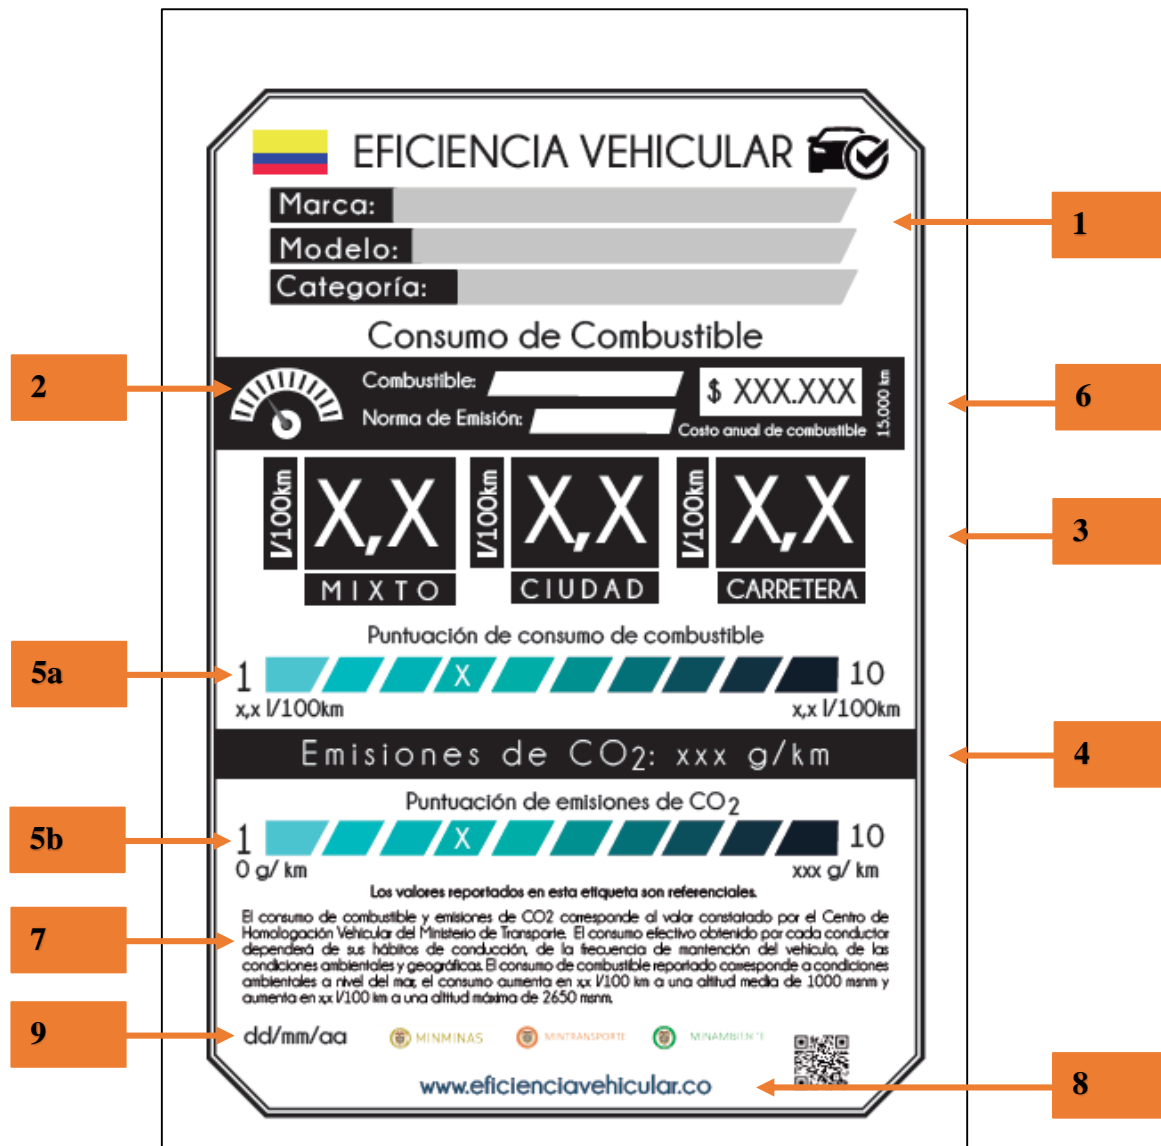 EFICIENCIA VEHICULAR
Marca:
1
Modelo:
Categoría:
Consumo de Combustible
2
Combustible:
$ XXX.XXX
15.000 km
6
Norma de Emisión:
Costo anual de combustible
l/100km
X,X
l/100km
X,X
l/100km
X,X
3
MIXTO
CIUDAD
CARRETERA
Puntuación de consumo de combustible
5a
1
X
10
x,x l/100km
x,x l/100km
Emisiones de CO2: xxx g/km
4
Puntuación de emisiones de CO2
5b
1
X
10
0 g/ km
xxx g/ km
Los valores reportados en esta etiqueta son referenciales.
7
El consumo de combustible y emisiones de CO2 corresponde al valor constatado por el Centro de
Homologación Vehicular del Ministerio de Transporte. El consumo efectivo obtenido por cada conductor
dependerá de sus hábitos de conducción, de la frecuencia de mantención del vehículo, de las
condiciones ambientales y geográficas. El consumo de combustible reportado corresponde a condiciones
ambientales a nivel del mar, el consumo aumenta en x,x l/100 km a una altitud media de 1000 msnm y
aumenta en x,x l/100 km a una altitud máxima de 2650 msnm.
9
dd/mm/aa
MINMINAS
MINTRANSPORTE
MINAMBIENTE
www.eficienciavehicular.co
8